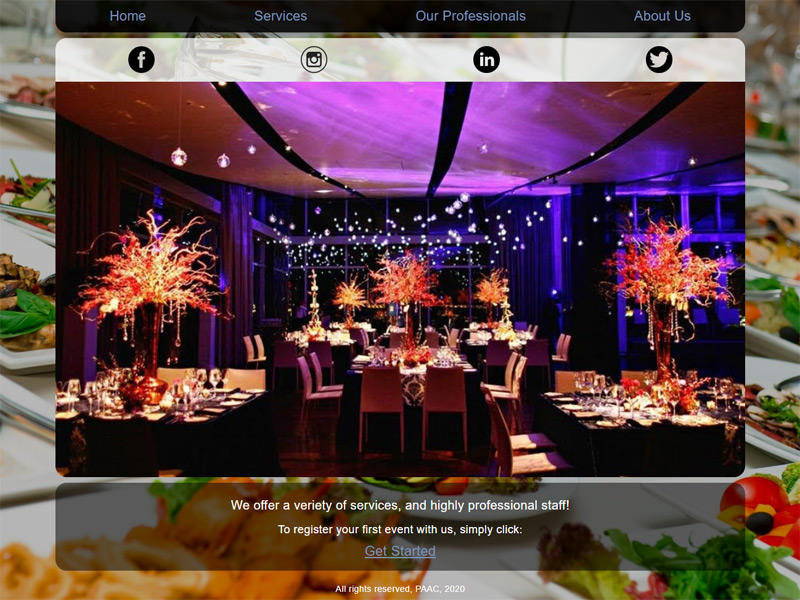 Home Services Our Professionals About Us
We offer a veriety of services, and highly professional staff!
To register your first event with us, simply click:
Get Started
All rights reserved, PAAC, 2020